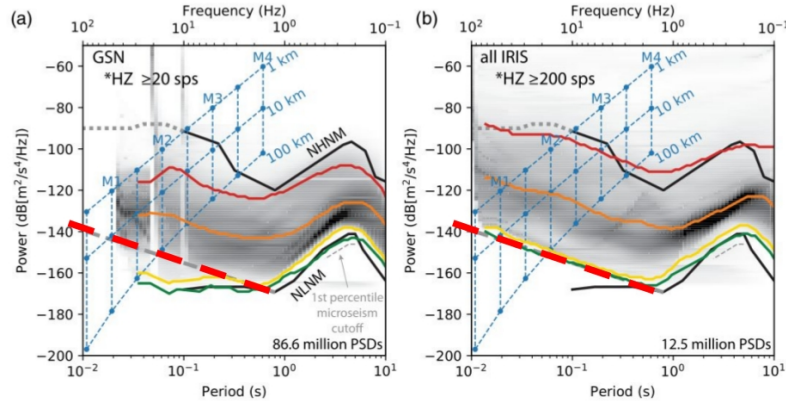 (a)
Frequency (Hz)
10² 10¹ 10⁰ 10⁻¹
GSN
*HZ ≥20 sps
M1
M2
M3
M4
1 km
10 km
100 km
NHNM
NLNM
1st percentile
microseism
cutoff
86.6 million PSDs
Power (dB[m²/s⁴/Hz])
−60
−80
−100
−120
−140
−160
−180
−200
10⁻² 10⁻¹ 10⁰ 10¹
Period (s)
(b)
Frequency (Hz)
10² 10¹ 10⁰ 10⁻¹
all IRIS
*HZ ≥200 sps
M1
M2
M3
M4
1 km
10 km
100 km
NHNM
NLNM
12.5 million PSDs
Power (dB[m²/s⁴/Hz])
−60
−80
−100
−120
−140
−160
−180
−200
10⁻² 10⁻¹ 10⁰ 10¹
Period (s)